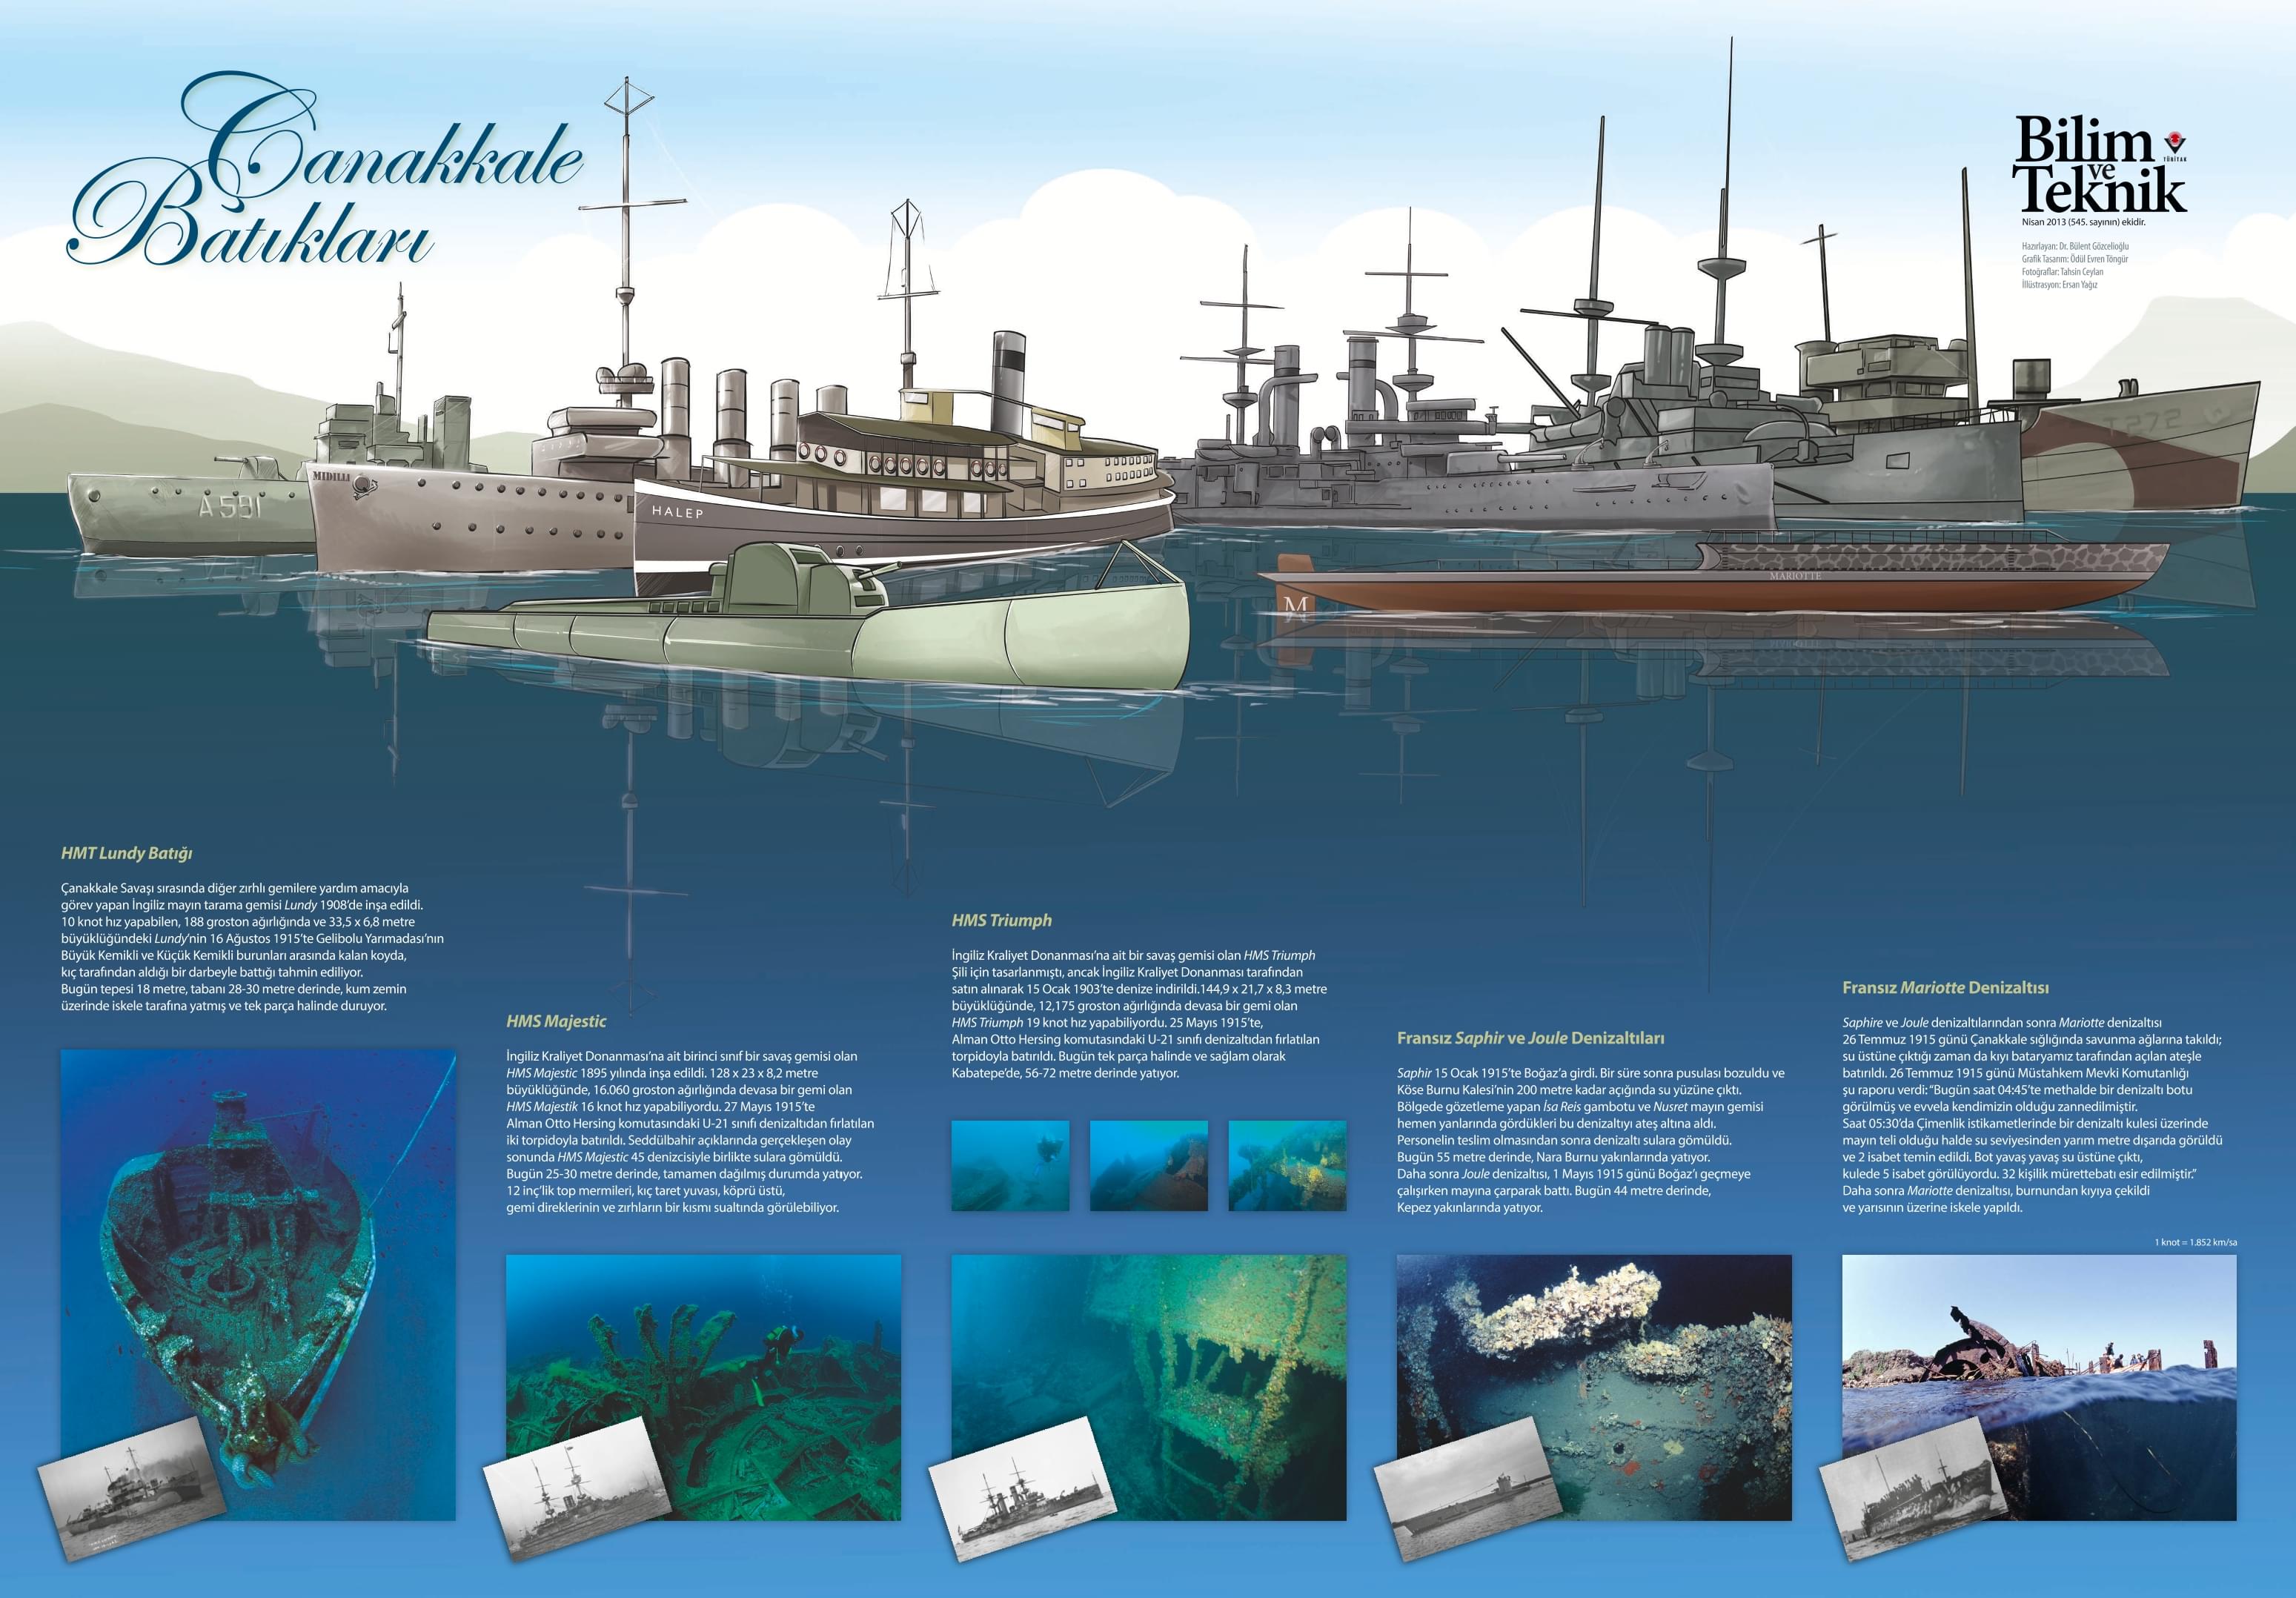 Çanakkale
Batıkları
Bilim
ve
Teknik
TÜBİTAK
Nisan 2013 (545. sayının) ekidir.
Hazırlayan: Dr. Bülent Gözcelioğlu
Grafik Tasarım: Ödül Evren Töngür
Fotoğraflar: Tahsin Ceylan
İllüstrasyon: Ersan Yağız
A 591
MIDILLI
HALEP
T 272
MARIOTTE
M
HMT Lundy Batığı
Çanakkale Savaşı sırasında diğer zırhlı gemilere yardım amacıyla
görev yapan İngiliz mayın tarama gemisi Lundy 1908'de inşa edildi.
10 knot hız yapabilen, 188 groston ağırlığında ve 33,5 x 6,8 metre
büyüklüğündeki Lundy'nin 16 Ağustos 1915'te Gelibolu Yarımadası'nın
Büyük Kemikli ve Küçük Kemikli burunları arasında kalan koyda,
kıç tarafından aldığı bir darbeyle battığı tahmin ediliyor.
Bugün tepesi 18 metre, tabanı 28-30 metre derinde, kum zemin
üzerinde iskele tarafına yatmış ve tek parça halinde duruyor.
HMS Majestic
İngiliz Kraliyet Donanması'na ait birinci sınıf bir savaş gemisi olan
HMS Majestic 1895 yılında inşa edildi. 128 x 23 x 8,2 metre
büyüklüğünde, 16.060 groston ağırlığında devasa bir gemi olan
HMS Majestik 16 knot hız yapabiliyordu. 27 Mayıs 1915'te
Alman Otto Hersing komutasındaki U-21 sınıfı denizaltıdan fırlatılan
iki torpidoyla batırıldı. Seddülbahir açıklarında gerçekleşen olay
sonunda HMS Majestic 45 denizcisiyle birlikte sulara gömüldü.
Bugün 25-30 metre derinde, tamamen dağılmış durumda yatıyor.
12 inç'lik top mermileri, kıç taret yuvası, köprü üstü,
gemi direklerinin ve zırhların bir kısmı sualtında görülebiliyor.
HMS Triumph
İngiliz Kraliyet Donanması'na ait bir savaş gemisi olan HMS Triumph
Şili için tasarlanmıştı, ancak İngiliz Kraliyet Donanması tarafından
satın alınarak 15 Ocak 1903'te denize indirildi.144,9 x 21,7 x 8,3 metre
büyüklüğünde, 12,175 groston ağırlığında devasa bir gemi olan
HMS Triumph 19 knot hız yapabiliyordu. 25 Mayıs 1915'te,
Alman Otto Hersing komutasındaki U-21 sınıfı denizaltıdan fırlatılan
torpidoyla batırıldı. Bugün tek parça halinde ve sağlam olarak
Kabatepe'de, 56-72 metre derinde yatıyor.
Fransız Saphir ve Joule Denizaltıları
Saphir 15 Ocak 1915'te Boğaz'a girdi. Bir süre sonra pusulası bozuldu ve
Köse Burnu Kalesi'nin 200 metre kadar açığında su yüzüne çıktı.
Bölgede gözetleme yapan İsa Reis gambotu ve Nusret mayın gemisi
hemen yanlarında gördükleri bu denizaltıyı ateş altına aldı.
Personelin teslim olmasından sonra denizaltı sulara gömüldü.
Bugün 55 metre derinde, Nara Burnu yakınlarında yatıyor.
Daha sonra Joule denizaltısı, 1 Mayıs 1915 günü Boğaz'ı geçmeye
çalışırken mayına çarparak battı. Bugün 44 metre derinde,
Kepez yakınlarında yatıyor.
Fransız Mariotte Denizaltısı
Saphire ve Joule denizaltılarından sonra Mariotte denizaltısı
26 Temmuz 1915 günü Çanakkale sığlığında savunma ağlarına takıldı;
su üstüne çıktığı zaman da kıyı bataryamız tarafından açılan ateşle
batırıldı. 26 Temmuz 1915 günü Müstahkem Mevki Komutanlığı
şu raporu verdi: "Bugün saat 04:45'te methalde bir denizaltı botu
görülmüş ve evvela kendimizin olduğu zannedilmiştir.
Saat 05:30'da Çimenlik istikametlerinde bir denizaltı kulesi üzerinde
mayın teli olduğu halde su seviyesinden yarım metre dışarıda görüldü
ve 2 isabet temin edildi. Bot yavaş yavaş su üstüne çıktı,
kulede 5 isabet görülüyordu. 32 kişilik mürettebatı esir edilmiştir."
Daha sonra Mariotte denizaltısı, burnundan kıyıya çekildi
ve yarısının üzerine iskele yapıldı.
1 knot = 1.852 km/sa